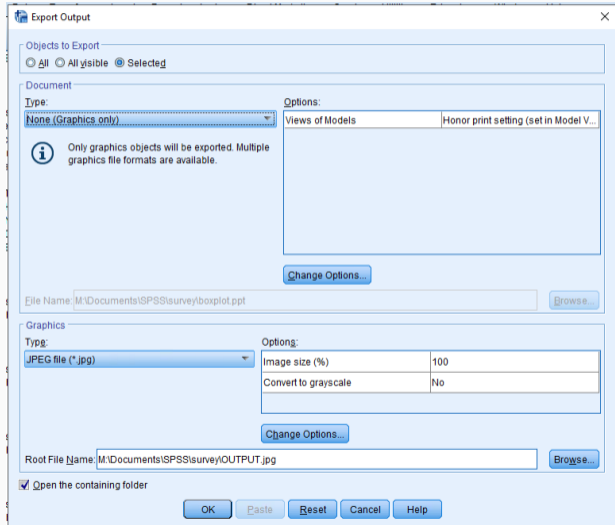 Export Output
Objects to Export
All All visible Selected
Document
Type:
None (Graphics only)
Only graphics objects will be exported. Multiple
graphics file formats are available.
Options:
Views of Models Honor print setting (set in Model V...
Change Options...
File Name: M:\Documents\SPSS\survey\boxplot.ppt Browse...
Graphics
Type:
JPEG file (*.jpg)
Options:
Image size (%) 100
Convert to grayscale No
Change Options...
Root File Name: M:\Documents\SPSS\survey\OUTPUT.jpg Browse...
Open the containing folder
OK Paste Reset Cancel Help